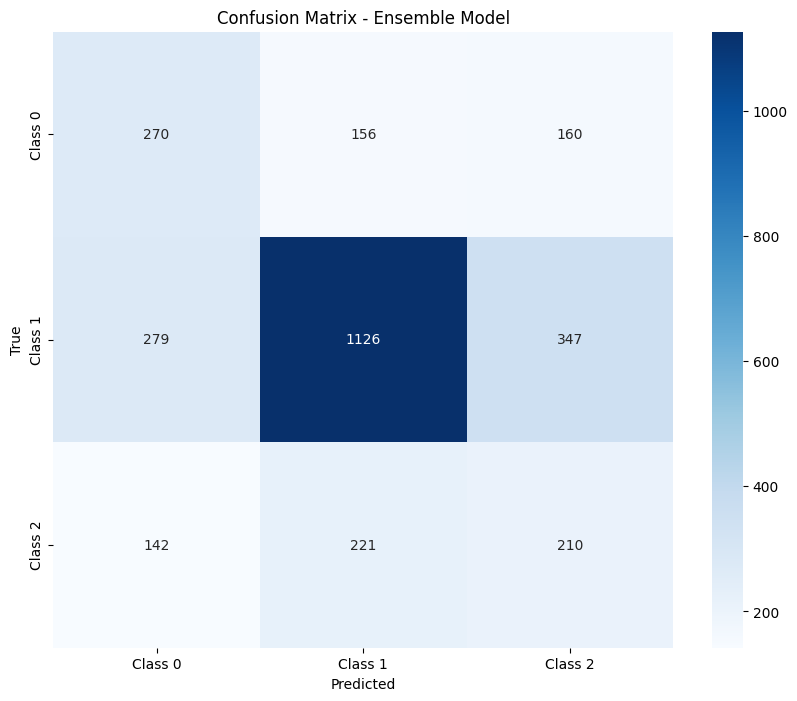 Confusion Matrix - Ensemble Model
Class 0
270
156
160
1000
800
True
Class 1
279
1126
347
600
400
Class 2
142
221
210
200
Class 0
Class 1
Class 2
Predicted